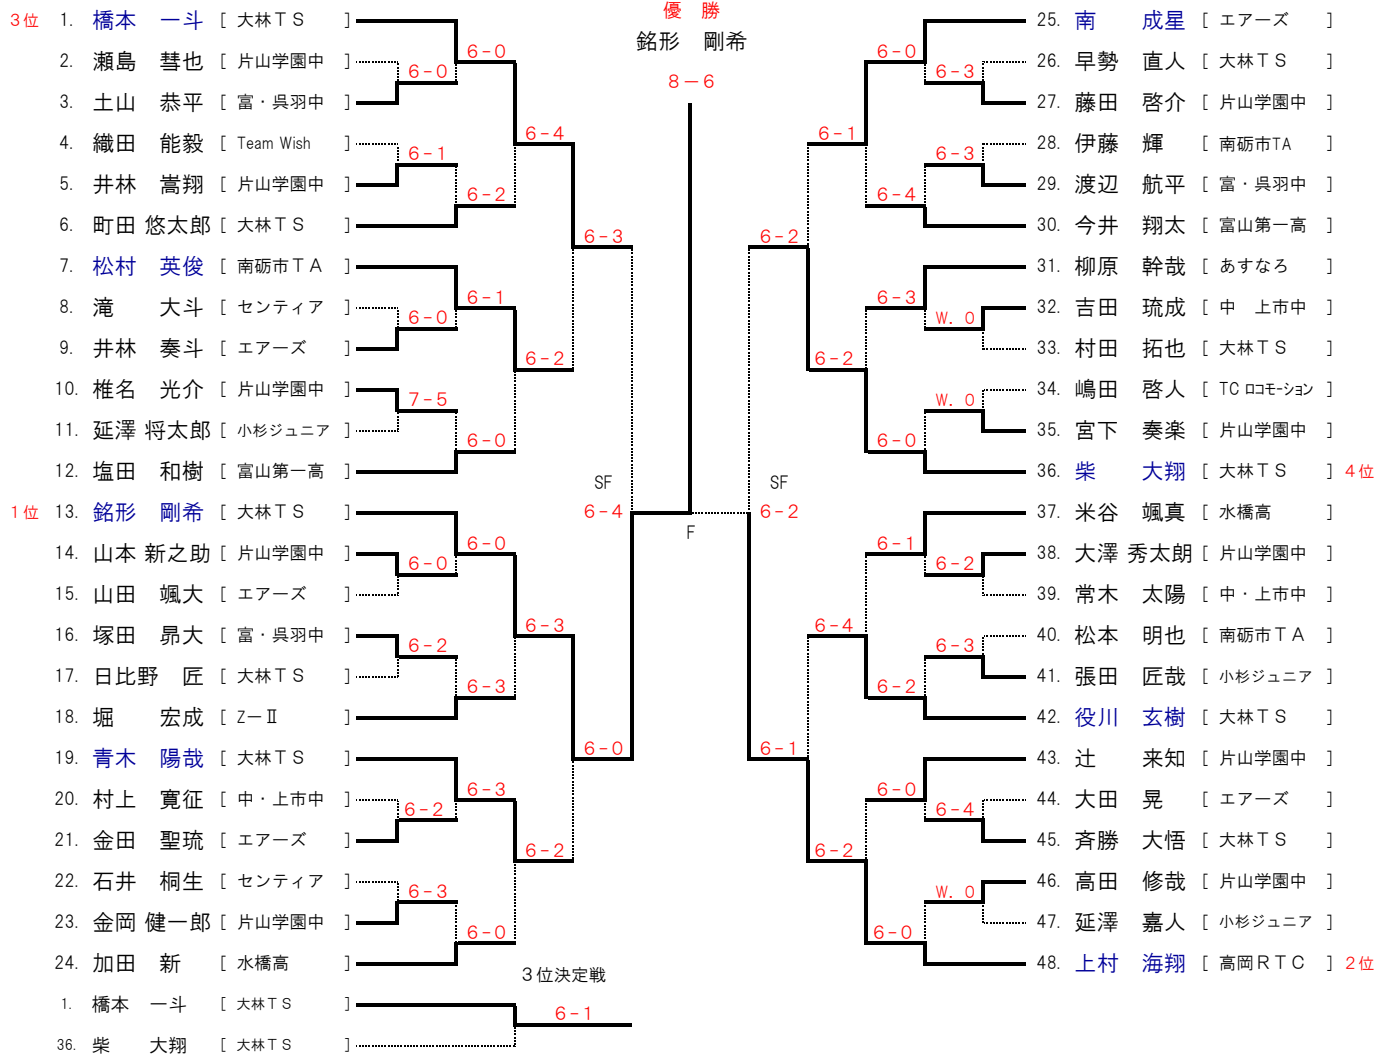 優　勝
銘形　剛希
8－6
3位 1. 橋本　一斗 [ 大林ＴＳ ]
2. 瀬島　彗也 [ 片山学園中 ]
3. 土山　恭平 [ 富・呉羽中 ]
4. 織田　能毅 [ Team Wish ]
5. 井林　嵩翔 [ 片山学園中 ]
6. 町田 悠太郎 [ 大林ＴＳ ]
7. 松村　英俊 [ 南砺市ＴＡ ]
8. 滝　　大斗 [ センティア ]
9. 井林　奏斗 [ エアーズ ]
10. 椎名　光介 [ 片山学園中 ]
11. 延澤 将太郎 [ 小杉ジュニア ]
12. 塩田　和樹 [ 富山第一高 ]
1位 13. 銘形　剛希 [ 大林ＴＳ ]
14. 山本 新之助 [ 片山学園中 ]
15. 山田　颯大 [ エアーズ ]
16. 塚田　昴大 [ 富・呉羽中 ]
17. 日比野　匠 [ 大林ＴＳ ]
18. 堀　　宏成 [ Z－Ⅱ ]
19. 青木　陽哉 [ 大林ＴＳ ]
20. 村上　寛征 [ 中・上市中 ]
21. 金田　聖琉 [ エアーズ ]
22. 石井　桐生 [ センティア ]
23. 金岡 健一郎 [ 片山学園中 ]
24. 加田　新 [ 水橋高 ]
6-0
6-0
6-4
6-1
6-2
6-3
6-1
6-0
6-2
7-5
6-0
SF
6-4
6-0
6-0
6-3
6-2
6-3
6-0
6-3
6-2
6-2
6-3
6-0
F
25. 南　　成星 [ エアーズ ]
26. 早勢　直人 [ 大林ＴＳ ]
27. 藤田　啓介 [ 片山学園中 ]
28. 伊藤　輝 [ 南砺市TA ]
29. 渡辺　航平 [ 富・呉羽中 ]
30. 今井　翔太 [ 富山第一高 ]
31. 柳原　幹哉 [ あすなろ ]
32. 吉田　琉成 [ 中　上市中 ]
33. 村田　拓也 [ 大林ＴＳ ]
34. 嶋田　啓人 [ TC ﾛｺﾓｰｼｮﾝ ]
35. 宮下　奏楽 [ 片山学園中 ]
36. 柴　　大翔 [ 大林ＴＳ ] 4位
37. 米谷　颯真 [ 水橋高 ]
38. 大澤 秀太朗 [ 片山学園中 ]
39. 常木　太陽 [ 中・上市中 ]
40. 松本　明也 [ 南砺市ＴＡ ]
41. 張田　匠哉 [ 小杉ジュニア ]
42. 役川　玄樹 [ 大林ＴＳ ]
43. 辻　　来知 [ 片山学園中 ]
44. 大田　晃 [ エアーズ ]
45. 斉勝　大悟 [ 大林ＴＳ ]
46. 高田　修哉 [ 片山学園中 ]
47. 延澤　嘉人 [ 小杉ジュニア ]
48. 上村　海翔 [ 高岡ＲＴＣ ] 2位
6-0
6-3
6-1
6-3
6-4
6-2
6-3
W. O
6-2
W. O
6-0
SF
6-2
6-1
6-2
6-4
6-3
6-2
6-1
6-0
6-4
6-2
W. O
6-0
３位決定戦
1. 橋本　一斗 [ 大林ＴＳ ]
6-1
36. 柴　　大翔 [ 大林ＴＳ ]